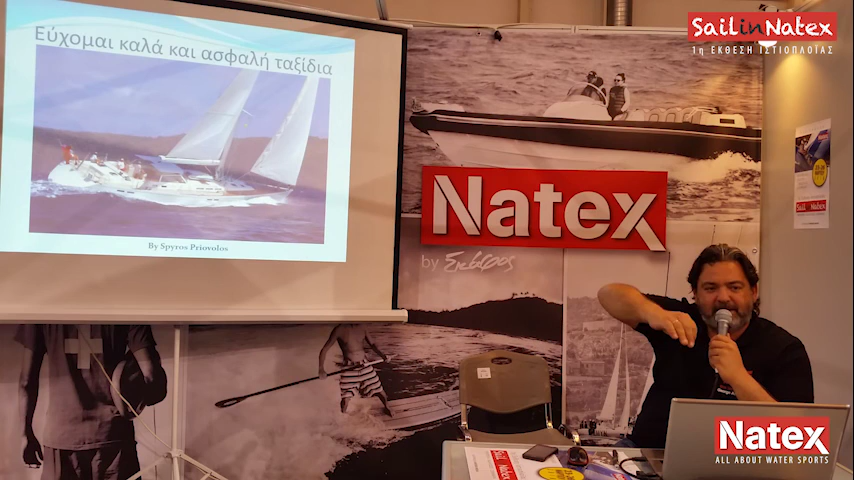 Εύχομαι καλά και ασφαλή ταξίδια
By Spyros Priovolos
SailinNatex
1η ΕΚΘΕΣΗ ΙΣΤΙΟΠΛΟΪΑΣ
Natex
by
Natex
ALL ABOUT WATER SPORTS